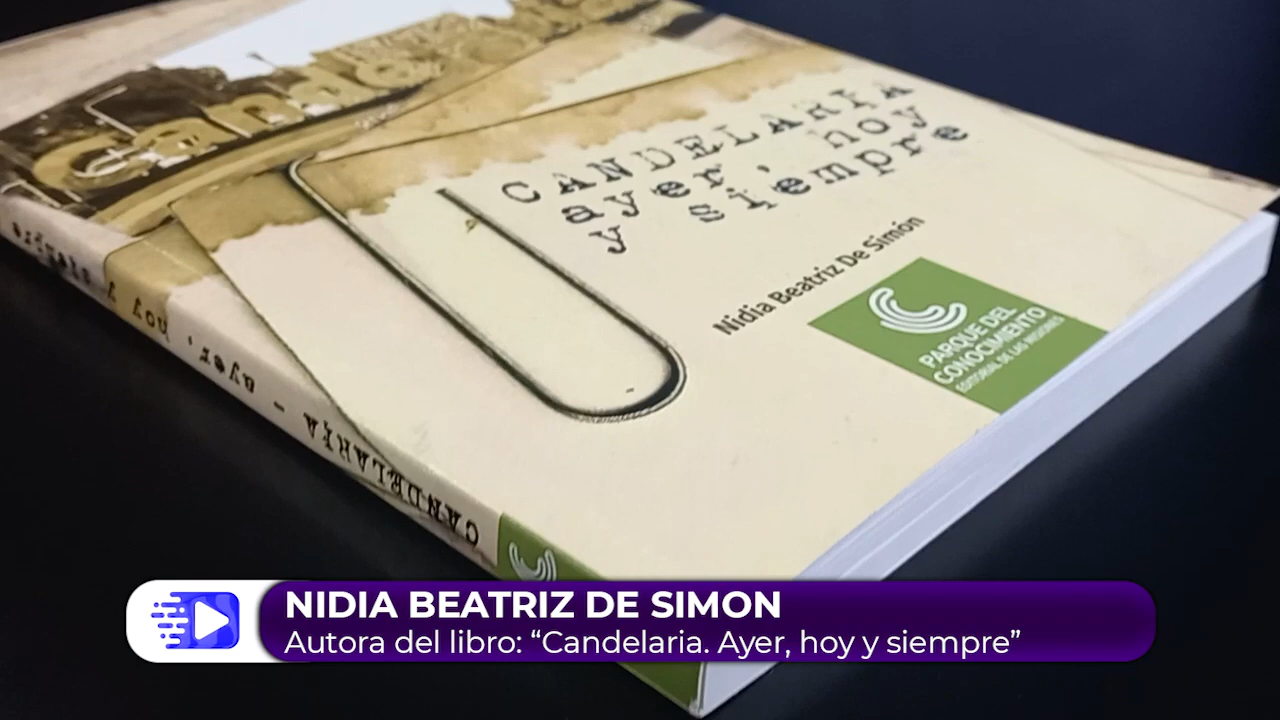 Candela
CANDELARIA
ayer, hoy
y siempre
Nidia Beatriz De Simón
PARQUE DEL
CONOCIMIENTO
EDITORIAL DE LAS MISIONES
CANDELARIA - ayer, hoy y siempre
NIDIA BEATRIZ DE SIMON
Autora del libro: “Candelaria. Ayer, hoy y siempre”